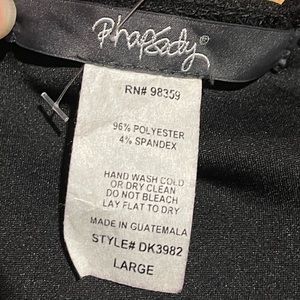 Rhapsody®
RN# 98359
96% POLYESTER
4% SPANDEX
HAND WASH COLD
OR DRY CLEAN
DO NOT BLEACH
LAY FLAT TO DRY
MADE IN GUATEMALA
STYLE# DK3982
LARGE